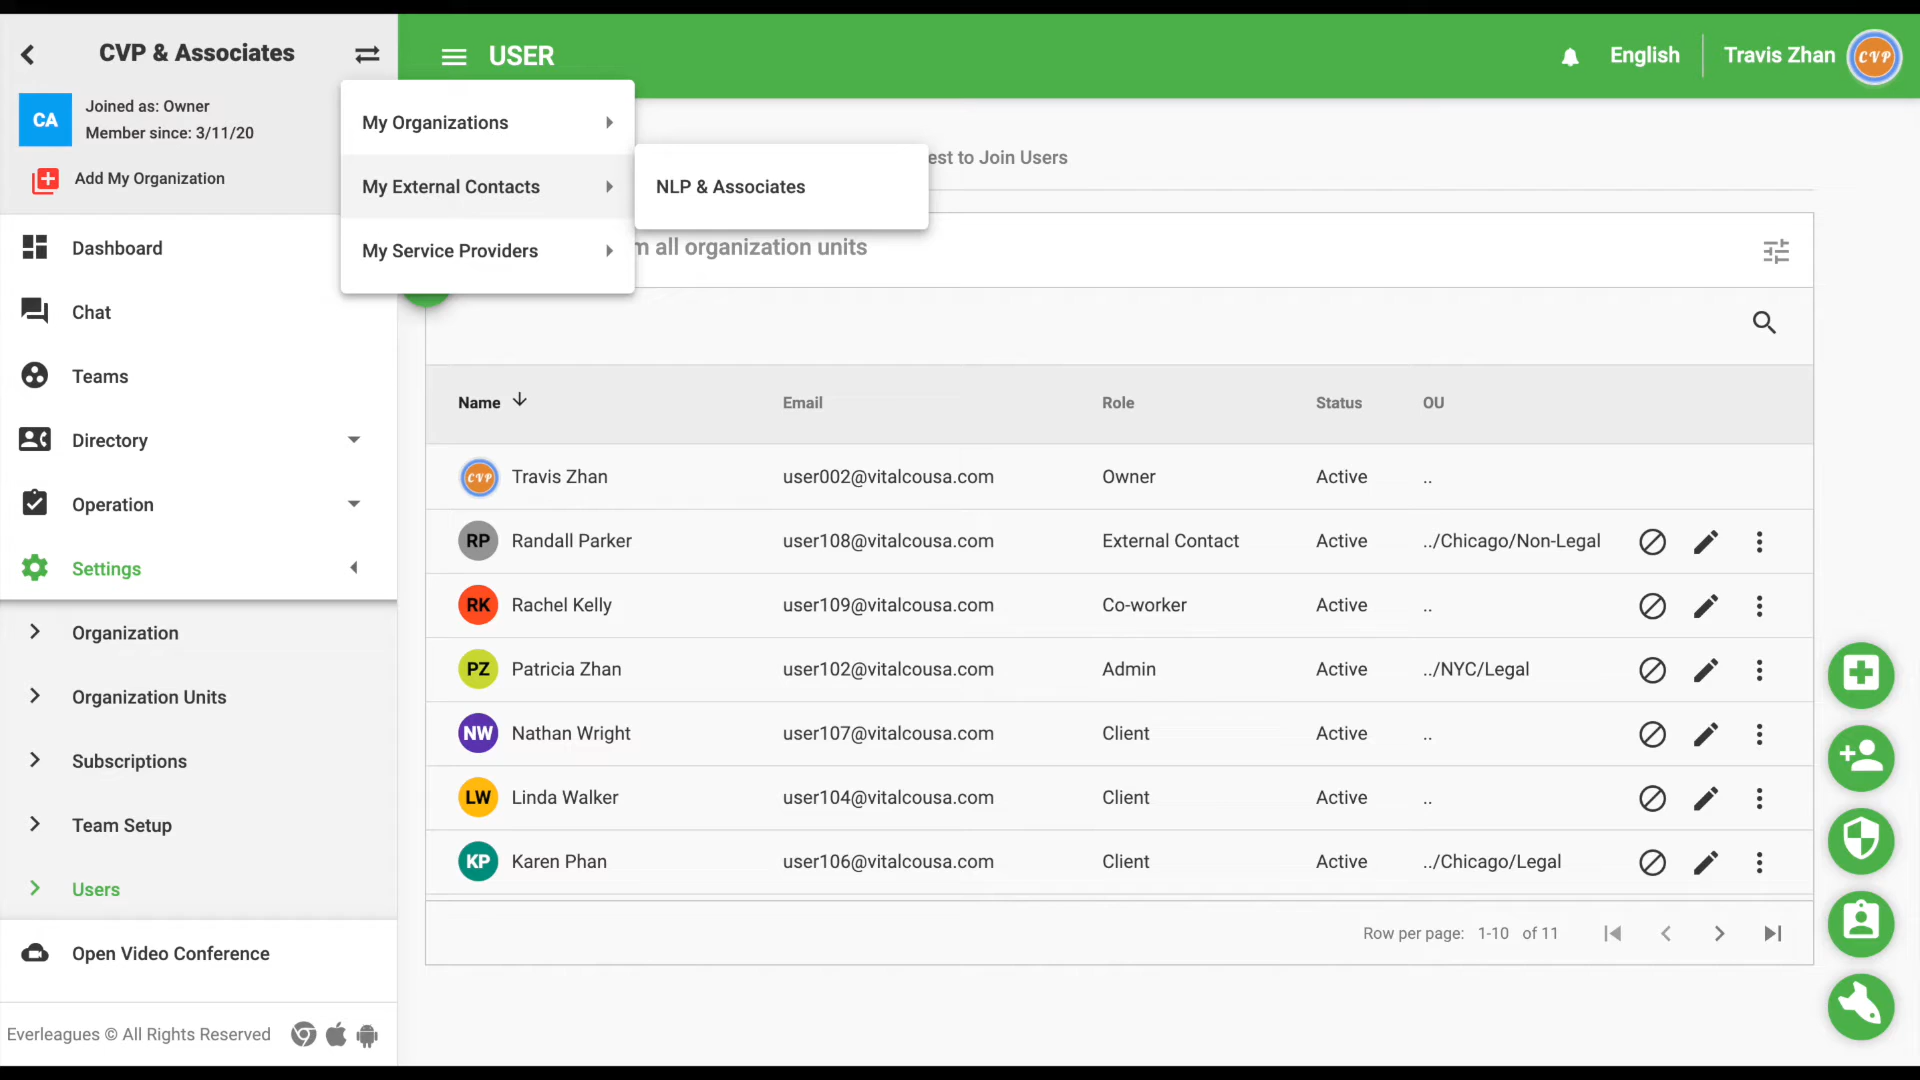 CVP & Associates
CA
Joined as: Owner
Member since: 3/11/20
Add My Organization
USER
English
Travis Zhan
CVP
My Organizations
My External Contacts
My Service Providers
NLP & Associates
est to Join Users
m all organization units
Dashboard
Chat
Teams
Directory
Operation
Settings
Organization
Organization Units
Subscriptions
Team Setup
Users
Open Video Conference
Everleagues © All Rights Reserved
Name Email Role Status OU
CVP Travis Zhan user002@vitalcousa.com Owner Active ..
RP Randall Parker user108@vitalcousa.com External Contact Active ../Chicago/Non-Legal
RK Rachel Kelly user109@vitalcousa.com Co-worker Active ..
PZ Patricia Zhan user102@vitalcousa.com Admin Active ../NYC/Legal
NW Nathan Wright user107@vitalcousa.com Client Active ..
LW Linda Walker user104@vitalcousa.com Client Active ..
KP Karen Phan user106@vitalcousa.com Client Active ../Chicago/Legal
Row per page: 1-10 of 11